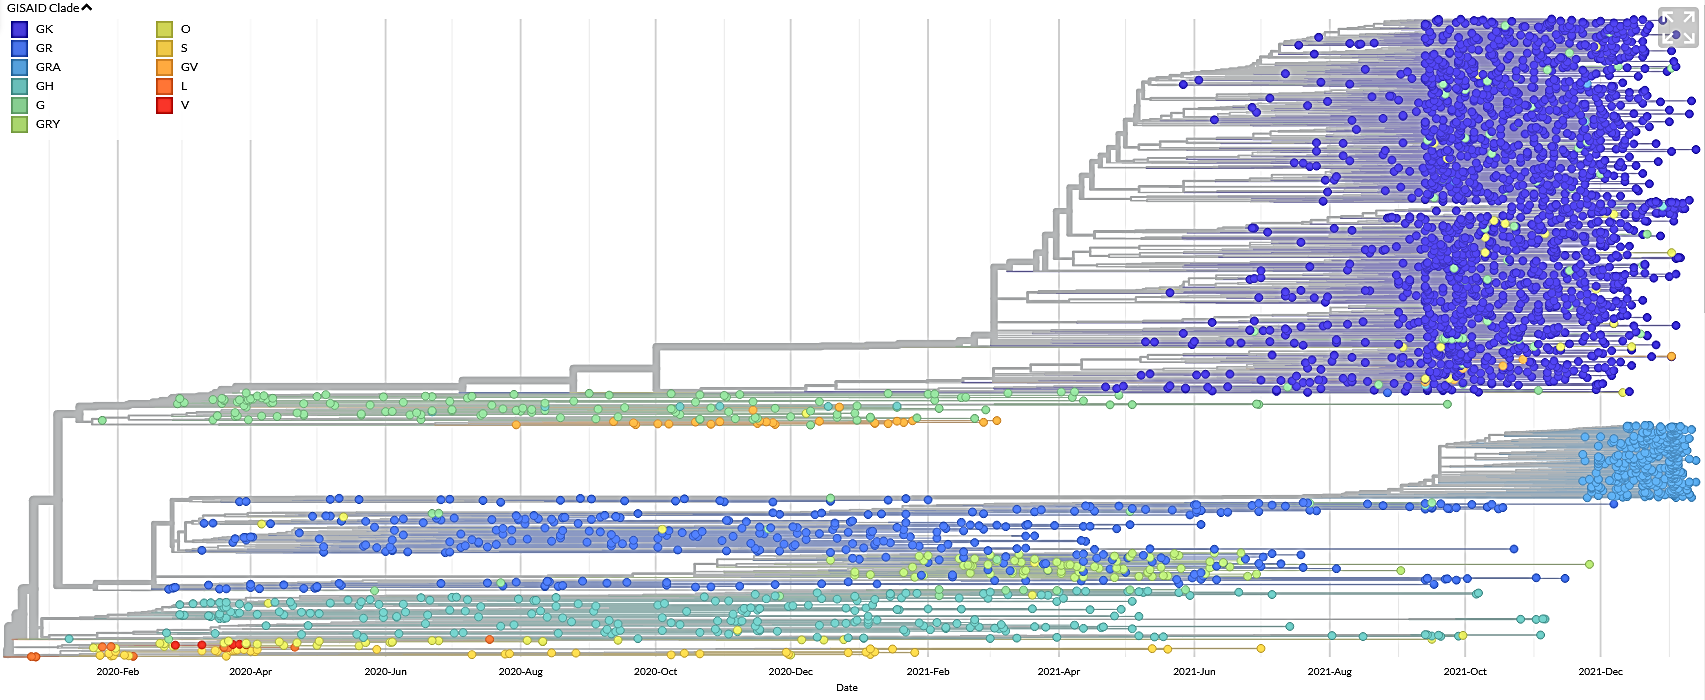 GISAID Clade
GK
GR
GRA
GH
G
GRY
O
S
GV
L
V
2020-Feb 2020-Apr 2020-Jun 2020-Aug 2020-Oct 2020-Dec 2021-Feb 2021-Apr 2021-Jun 2021-Aug 2021-Oct 2021-Dec
Date